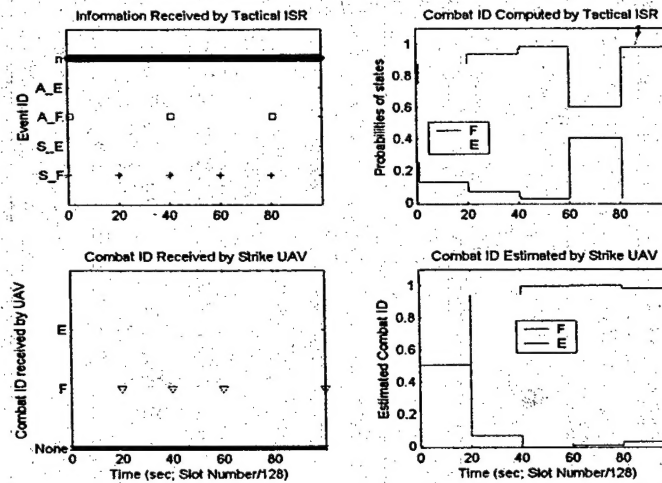 Information Received by Tactical ISR
Event ID
n
A_E
A_F
S_E
S_F
0 20 40 60 80
Combat ID Computed by Tactical ISR
Probabilities of states
1
0.8
0.6
0.4
0.2
0
F
E
0 20 40 60 80
Combat ID Received by Strike UAV
Combat ID received by UAV
E
F
None
0 20 40 60 80
Time (sec; Slot Number/128)
Combat ID Estimated by Strike UAV
Estimated Combat ID
1
0.8
0.6
0.4
0.2
0
F
E
0 20 40 60 80
Time (sec; Slot Number/128)